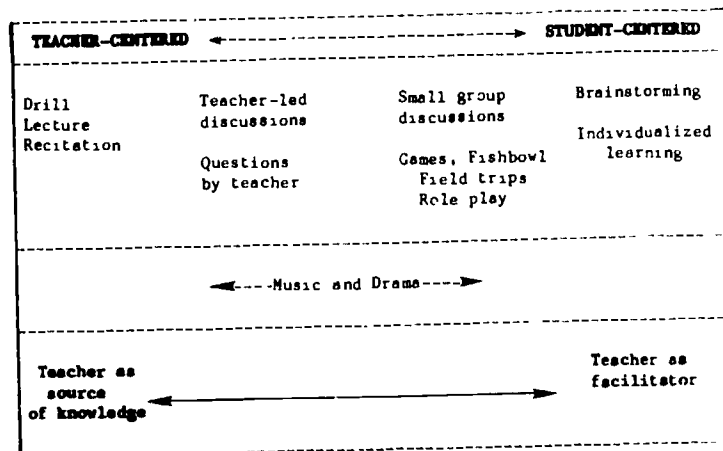 TEACHER-CENTERED STUDENT-CENTERED
Drill
Lecture
Recitation
Teacher-led
discussions
Questions
by teacher
Small group
discussions
Games, Fishbowl
Field trips
Role play
Brainstorming
Individualized
learning
Music and Drama
Teacher as
source
of knowledge
Teacher as
facilitator